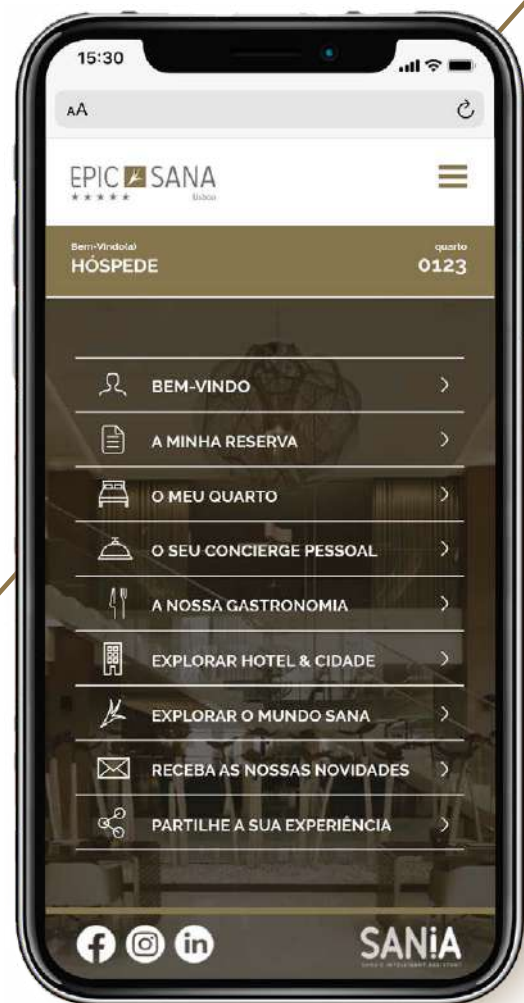 15:30
AA
EPIC SANA
Lisboa
Bem-Vindo(a)
HÓSPEDE
quarto
0123
BEM-VINDO
A MINHA RESERVA
O MEU QUARTO
O SEU CONCIERGE PESSOAL
A NOSSA GASTRONOMIA
EXPLORAR HOTEL & CIDADE
EXPLORAR O MUNDO SANA
RECEBA AS NOSSAS NOVIDADES
PARTILHE A SUA EXPERIÊNCIA
f in
SANiA